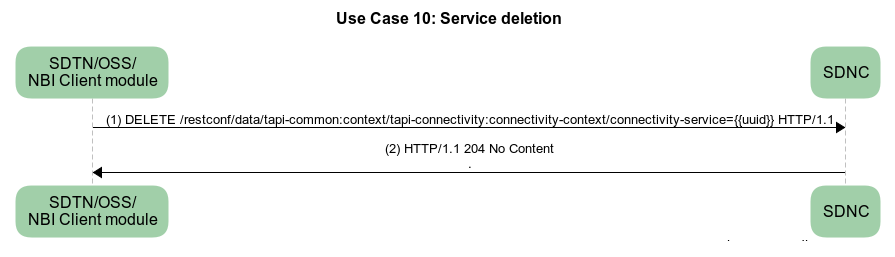 Use Case 10: Service deletion
SDTN/OSS/
NBI Client module
SDNC
(1) DELETE /restconf/data/tapi-common:context/tapi-connectivity:connectivity-context/connectivity-service={{uuid}} HTTP/1.1
(2) HTTP/1.1 204 No Content
.
SDTN/OSS/
NBI Client module
SDNC